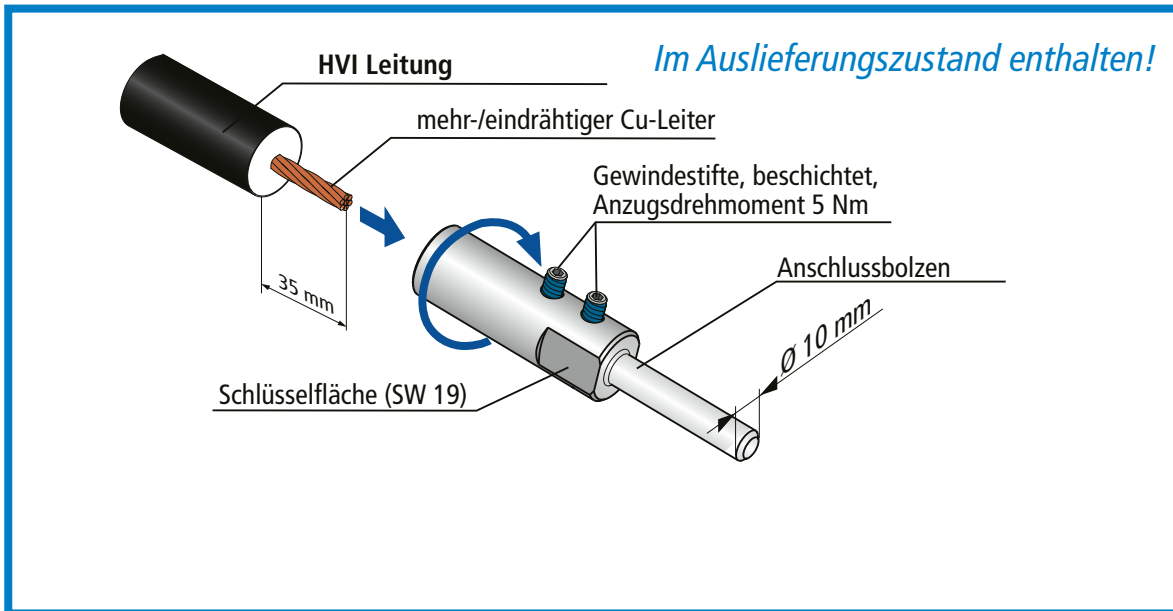 Im Auslieferungszustand enthalten!
HVI Leitung
mehr-/eindrähtiger Cu-Leiter
Gewindestifte, beschichtet,
Anzugsdrehmoment 5 Nm
Anschlussbolzen
35 mm
Ø 10 mm
Schlüsselfläche (SW 19)